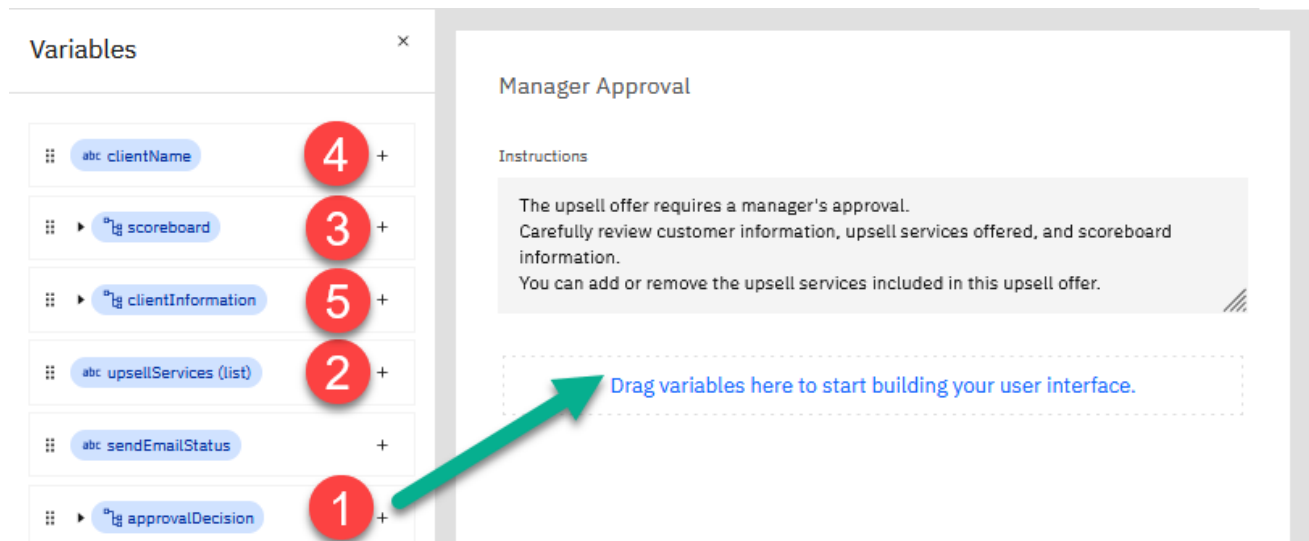 Variables
×
abc clientName
4
+
scoreboard
3
+
clientInformation
5
+
abc upsellServices (list)
2
+
abc sendEmailStatus
+
approvalDecision
1
+
Manager Approval
Instructions
The upsell offer requires a manager's approval.
Carefully review customer information, upsell services offered, and scoreboard
information.
You can add or remove the upsell services included in this upsell offer.
Drag variables here to start building your user interface.